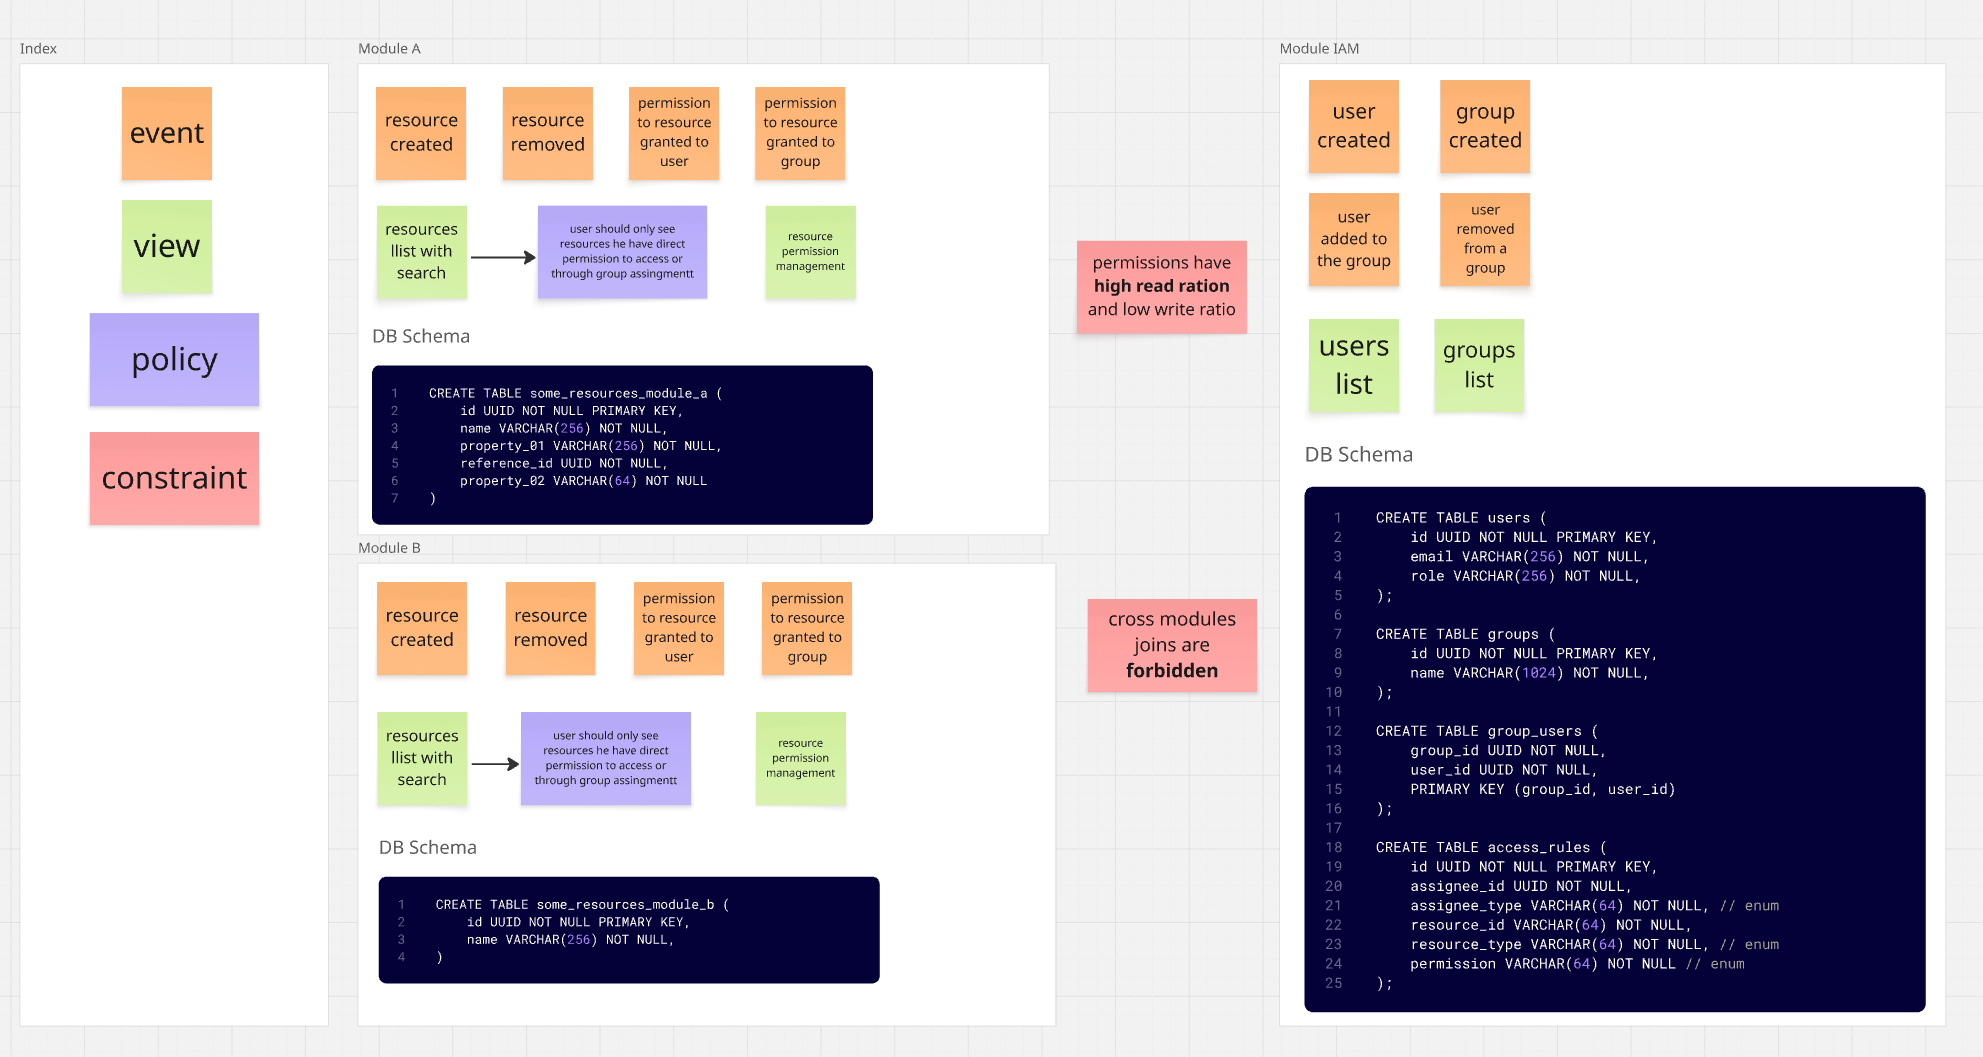 Index
event
view
policy
constraint
Module A
resource
created
resource
removed
permission
to resource
granted to
user
permission
to resource
granted to
group
resources
llist with
search
user should only see
resources he have direct
permission to access or
through group assingmentt
resource
permission
management
DB Schema
1 CREATE TABLE some_resources_module_a (
2 id UUID NOT NULL PRIMARY KEY,
3 name VARCHAR(256) NOT NULL,
4 property_01 VARCHAR(256) NOT NULL,
5 reference_id UUID NOT NULL,
6 property_02 VARCHAR(64) NOT NULL
7 )
Module B
resource
created
resource
removed
permission
to resource
granted to
user
permission
to resource
granted to
group
resources
llist with
search
user should only see
resources he have direct
permission to access or
through group assingmentt
resource
permission
management
DB Schema
1 CREATE TABLE some_resources_module_b (
2 id UUID NOT NULL PRIMARY KEY,
3 name VARCHAR(256) NOT NULL,
4 )
permissions have
high read ration
and low write ratio
cross modules
joins are
forbidden
Module IAM
user
created
group
created
user
added to
the group
user
removed
from a
group
users
list
groups
list
DB Schema
1 CREATE TABLE users (
2 id UUID NOT NULL PRIMARY KEY,
3 email VARCHAR(256) NOT NULL,
4 role VARCHAR(256) NOT NULL,
5 );
6
7 CREATE TABLE groups (
8 id UUID NOT NULL PRIMARY KEY,
9 name VARCHAR(1024) NOT NULL,
10 );
11
12 CREATE TABLE group_users (
13 group_id UUID NOT NULL,
14 user_id UUID NOT NULL,
15 PRIMARY KEY (group_id, user_id)
16 );
17
18 CREATE TABLE access_rules (
19 id UUID NOT NULL PRIMARY KEY,
20 assignee_id UUID NOT NULL,
21 assignee_type VARCHAR(64) NOT NULL, // enum
22 resource_id VARCHAR(64) NOT NULL,
23 resource_type VARCHAR(64) NOT NULL, // enum
24 permission VARCHAR(64) NOT NULL // enum
25 );